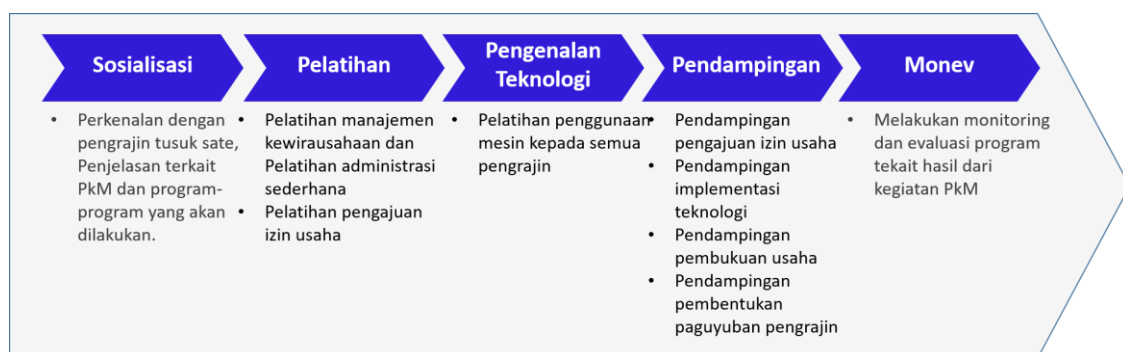 Sosialisasi
• Perkenalan dengan
pengrajin tusuk sate,
Penjelasan terkait
PkM dan program-
program yang akan
dilakukan.
Pelatihan
• Pelatihan manajemen
kewirausahaan dan
Pelatihan administrasi
sederhana
• Pelatihan pengajuan
izin usaha
Pengenalan
Teknologi
• Pelatihan penggunaan
mesin kepada semua
pengrajin
Pendampingan
• Pendampingan
pengajuan izin usaha
• Pendampingan
implementasi
teknologi
• Pendampingan
pembukuan usaha
• Pendampingan
pembentukan
paguyuban pengrajin
Monev
• Melakukan monitoring
dan evaluasi program
tekait hasil dari
kegiatan PkM